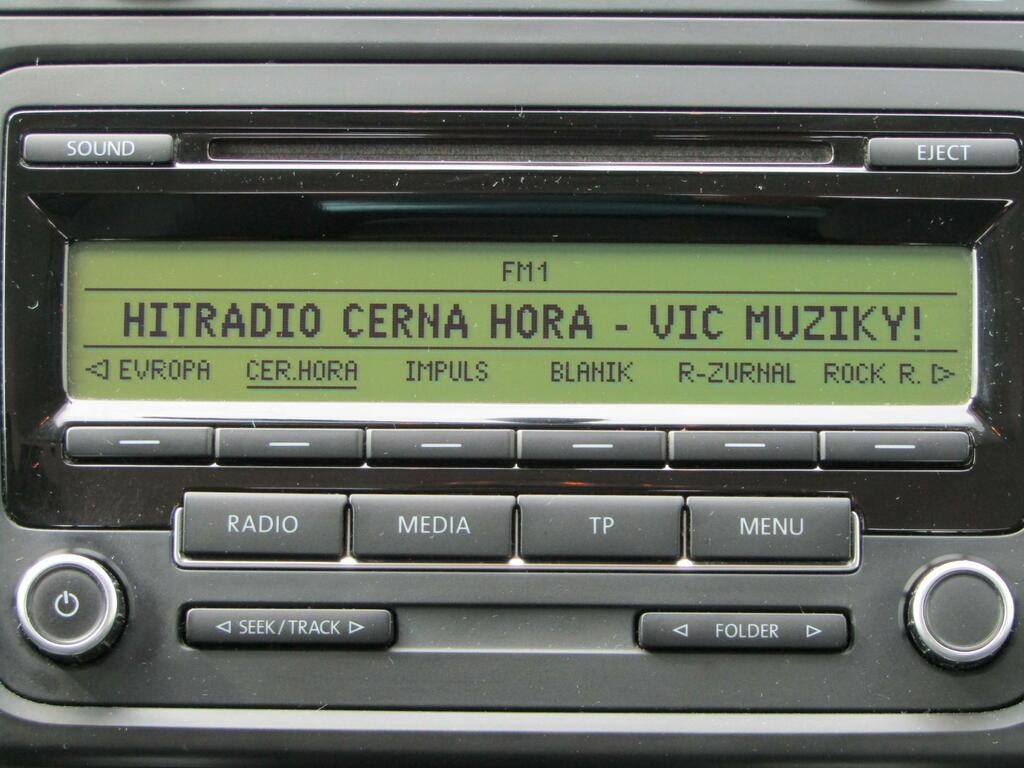 SOUND
EJECT
FM1
HITRADIO CERNA HORA - VIC MUZIKY!
EVROPA CER.HORA IMPULS BLANIK R-ZURNAL ROCK R.
RADIO MEDIA TP MENU
SEEK/TRACK FOLDER